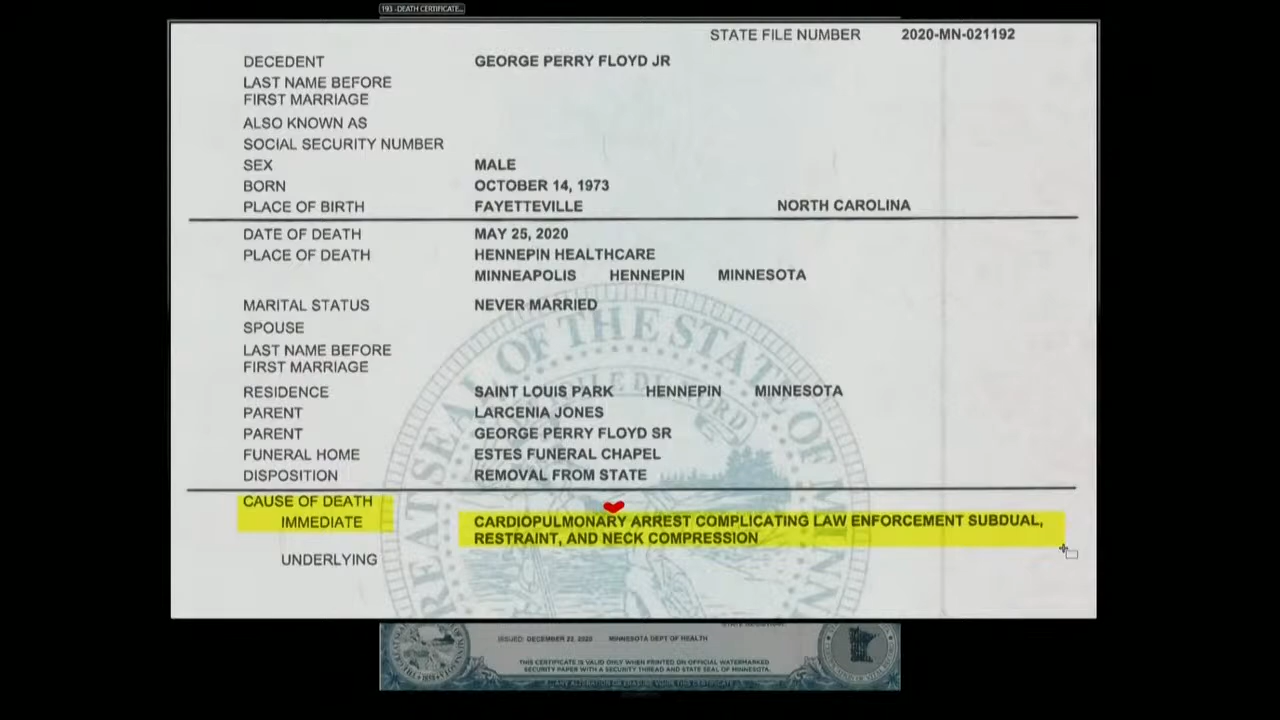 193 - DEATH CERTIFICATE...
STATE FILE NUMBER 2020-MN-021192
DECEDENT GEORGE PERRY FLOYD JR
LAST NAME BEFORE
FIRST MARRIAGE
ALSO KNOWN AS
SOCIAL SECURITY NUMBER
SEX MALE
BORN OCTOBER 14, 1973
PLACE OF BIRTH FAYETTEVILLE NORTH CAROLINA
DATE OF DEATH MAY 25, 2020
PLACE OF DEATH HENNEPIN HEALTHCARE
MINNEAPOLIS HENNEPIN MINNESOTA
MARITAL STATUS NEVER MARRIED
SPOUSE
LAST NAME BEFORE
FIRST MARRIAGE
RESIDENCE SAINT LOUIS PARK HENNEPIN MINNESOTA
PARENT LARCENIA JONES
PARENT GEORGE PERRY FLOYD SR
FUNERAL HOME ESTES FUNERAL CHAPEL
DISPOSITION REMOVAL FROM STATE
CAUSE OF DEATH
IMMEDIATE CARDIOPULMONARY ARREST COMPLICATING LAW ENFORCEMENT SUBDUAL,
RESTRAINT, AND NECK COMPRESSION
UNDERLYING
REAT SEAL OF THE STATE OF MINN
ISSUED: DECEMBER 23, 2020 MINNESOTA DEPT OF HEALTH
THIS CERTIFICATE IS VALID ONLY WHEN PRINTED ON OFFICIAL WATERMARKED
SECURITY PAPER WITH A SECURITY THREAD AND STATE SEAL OF MINNESOTA.